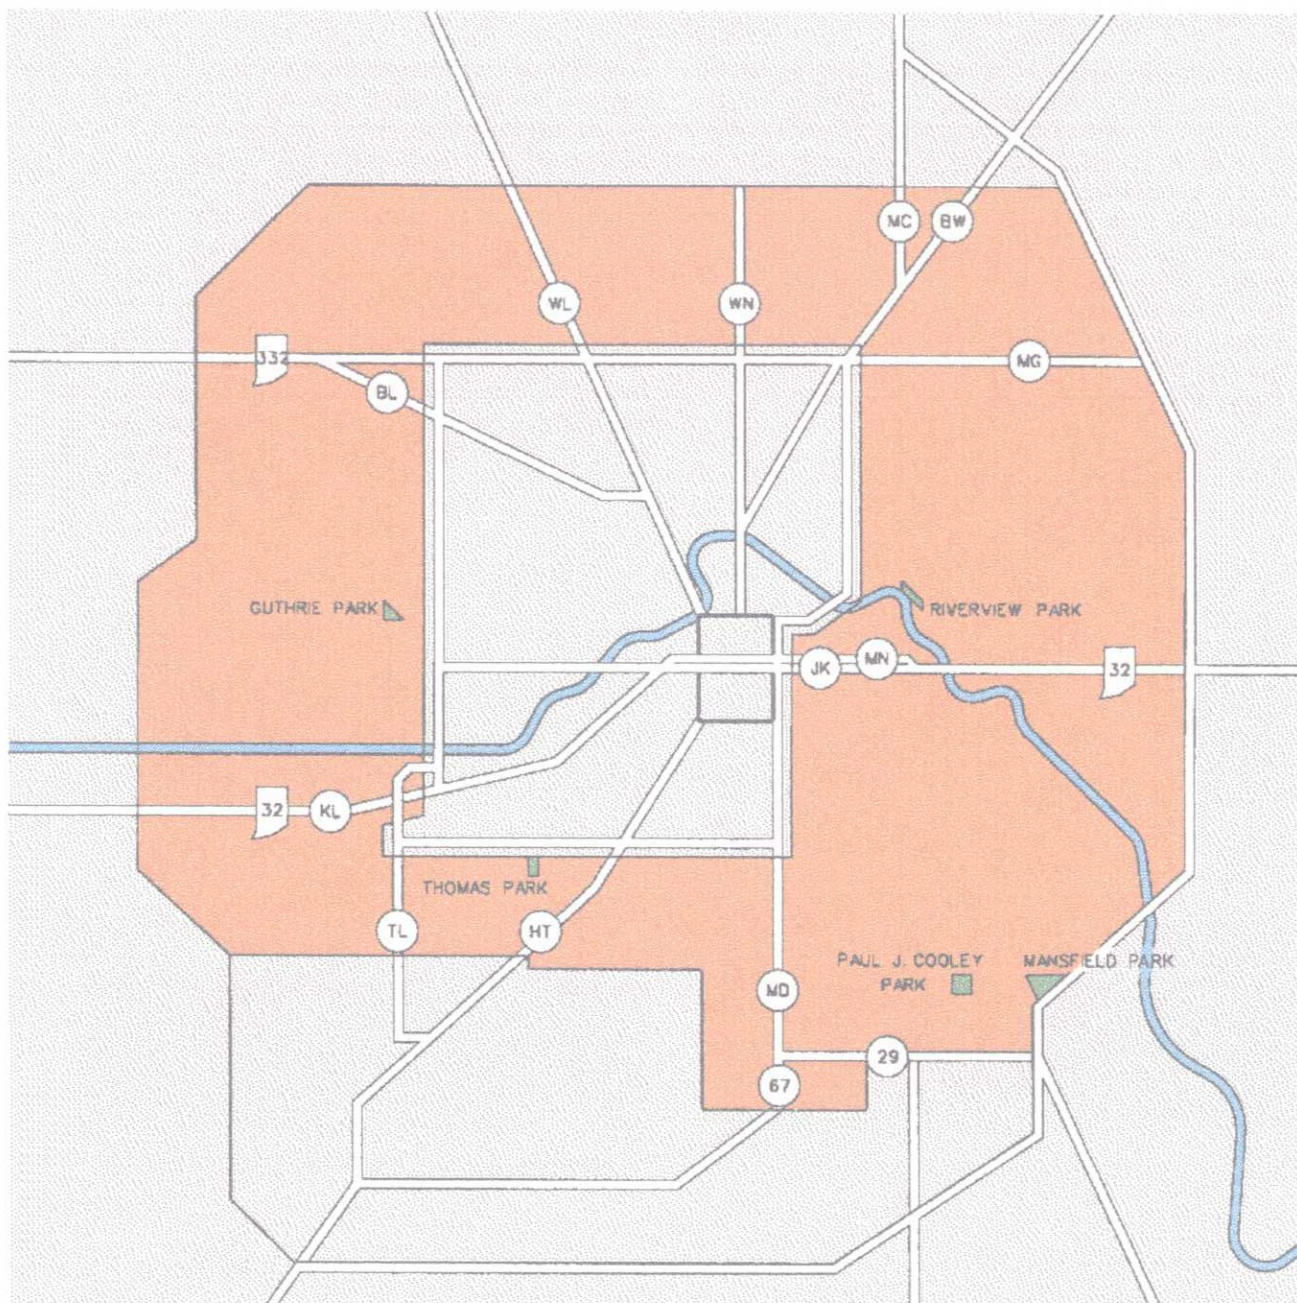 MC
BW
WL
WN
332
MG
BL
GUTHRIE PARK
RIVERVIEW PARK
JK
MN
32
32
KL
THOMAS PARK
TL
HT
PAUL J. COOLEY
PARK
MANSFIELD PARK
MD
29
67